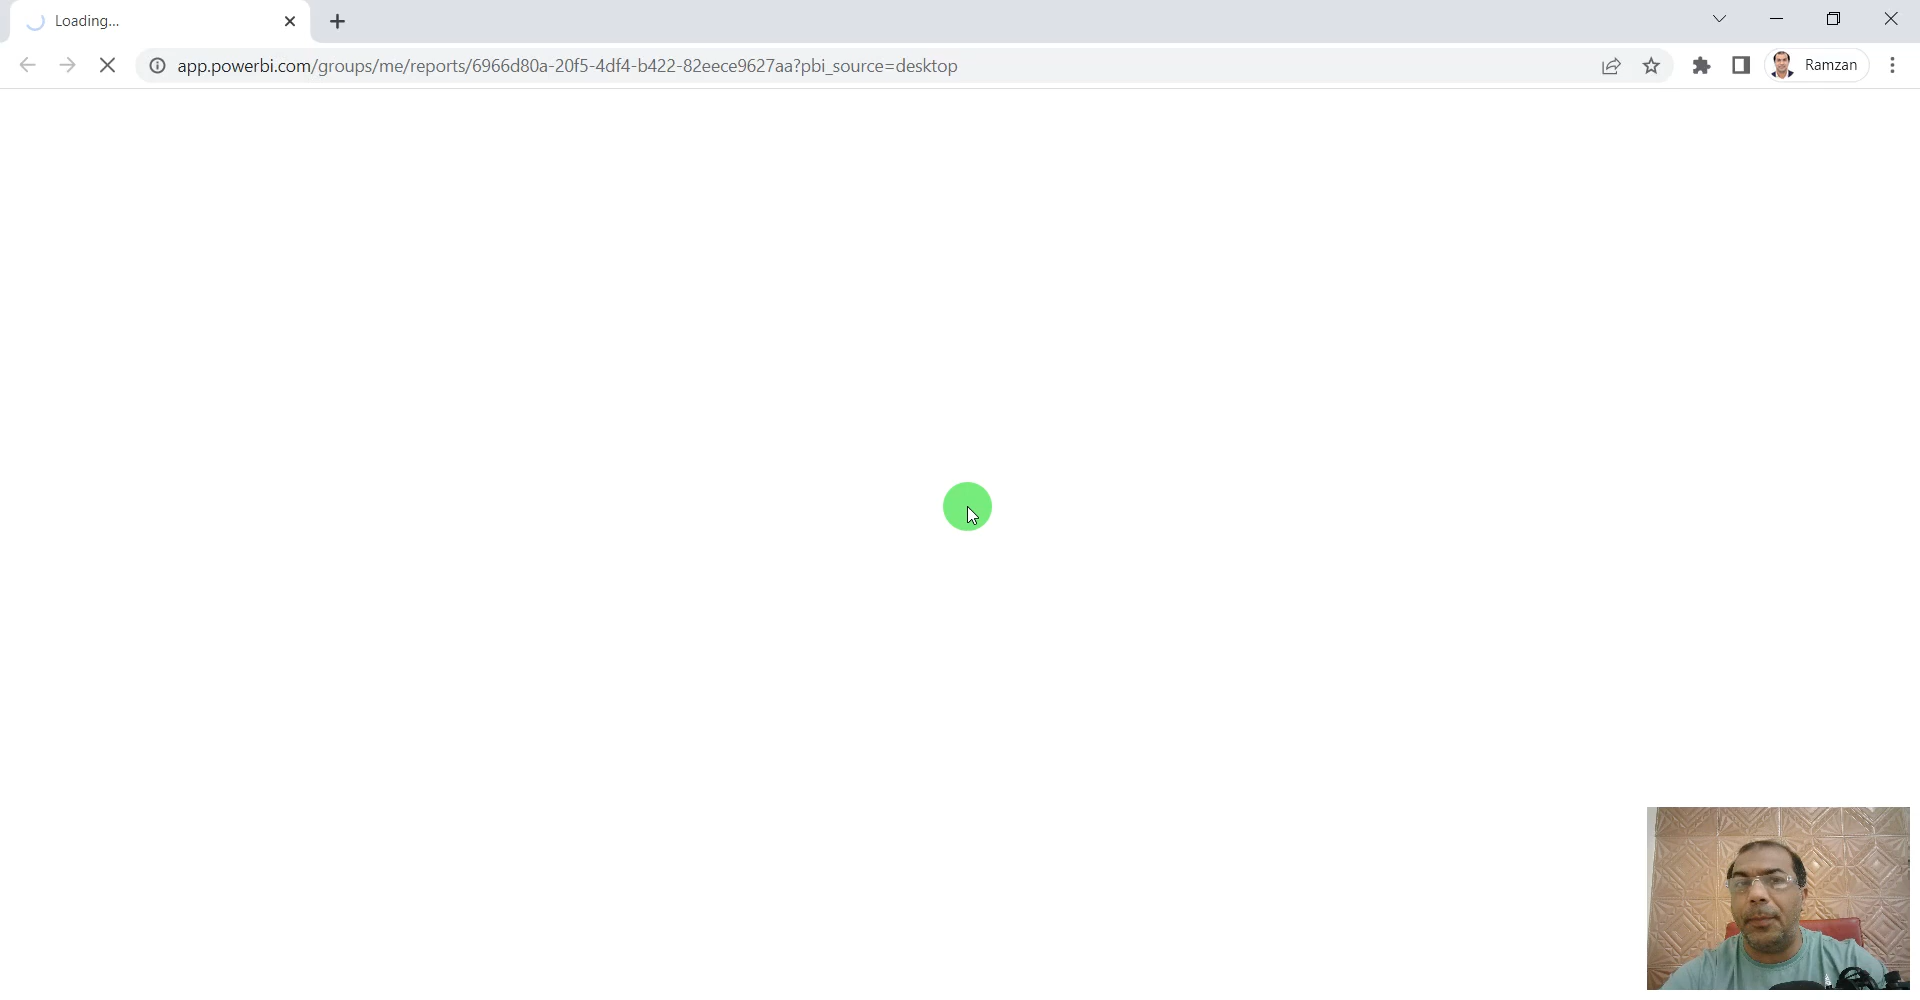 Loading...
app.powerbi.com/groups/me/reports/6966d80a-20f5-4df4-b422-82eece9627aa?pbi_source=desktop
Ramzan